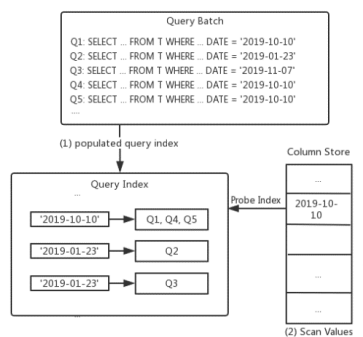 Query Batch
Q1: SELECT ... FROM T WHERE ... DATE = '2019-10-10'
Q2: SELECT ... FROM T WHERE ... DATE = '2019-01-23'
Q3: SELECT ... FROM T WHERE ... DATE = '2019-11-07'
Q4: SELECT ... FROM T WHERE ... DATE = '2019-10-10'
Q5: SELECT ... FROM T WHERE ... DATE = '2019-10-10'
....
(1) populated query index
Query Index
...
'2019-10-10'
Q1, Q4, Q5
'2019-01-23'
Q2
'2019-01-23'
Q3
...
Probe Index
Column Store
...
2019-10-
10
...
...
(2) Scan Values